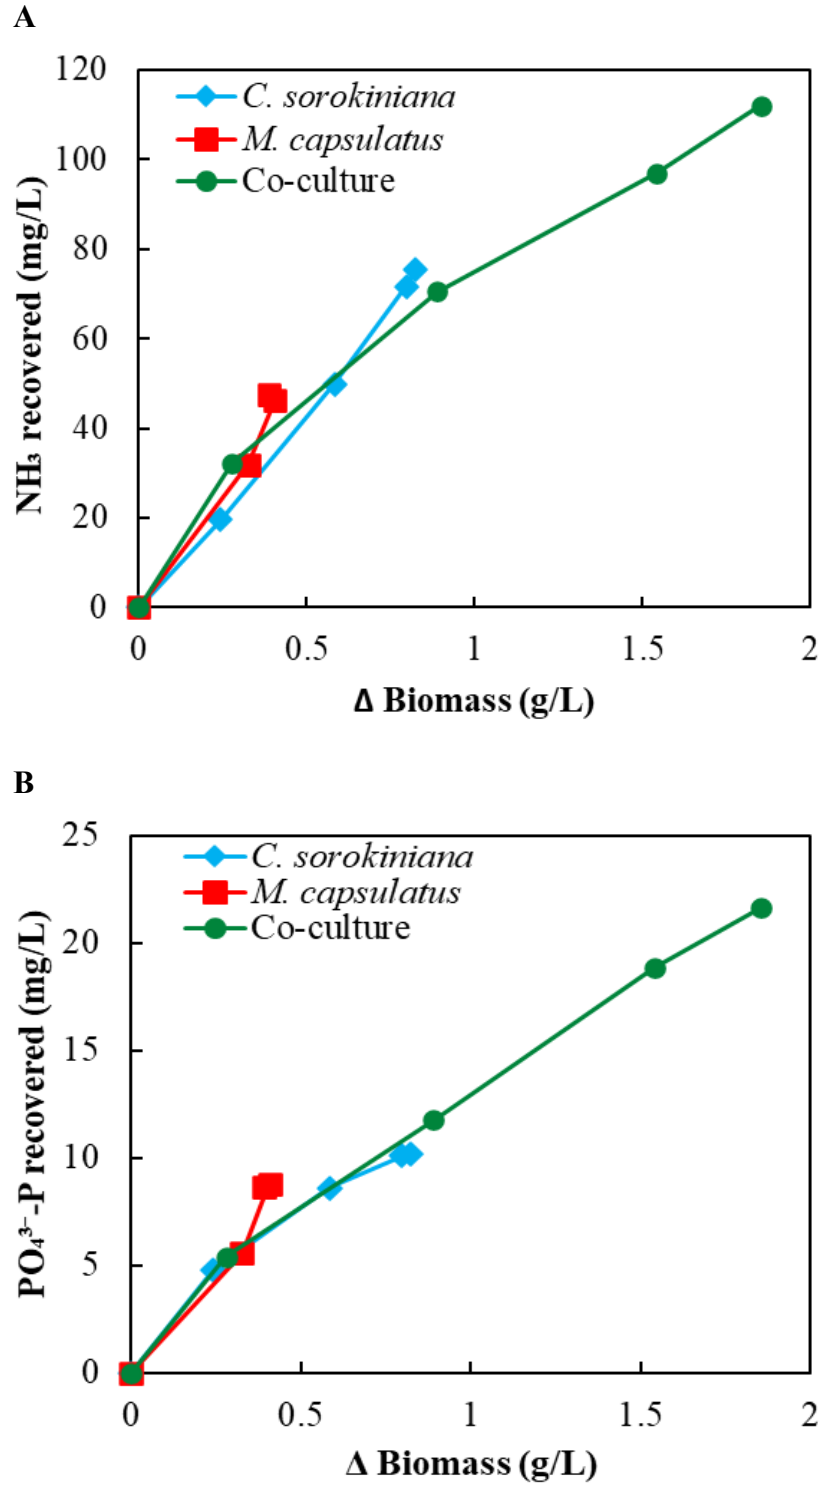 A
120
100
80
60
40
20
0
NH₃ recovered (mg/L)
C. sorokiniana
M. capsulatus
Co-culture
0 0.5 1 1.5 2
Δ Biomass (g/L)
B
25
20
15
10
5
0
PO₄³⁻-P recovered (mg/L)
C. sorokiniana
M. capsulatus
Co-culture
0 0.5 1 1.5 2
Δ Biomass (g/L)